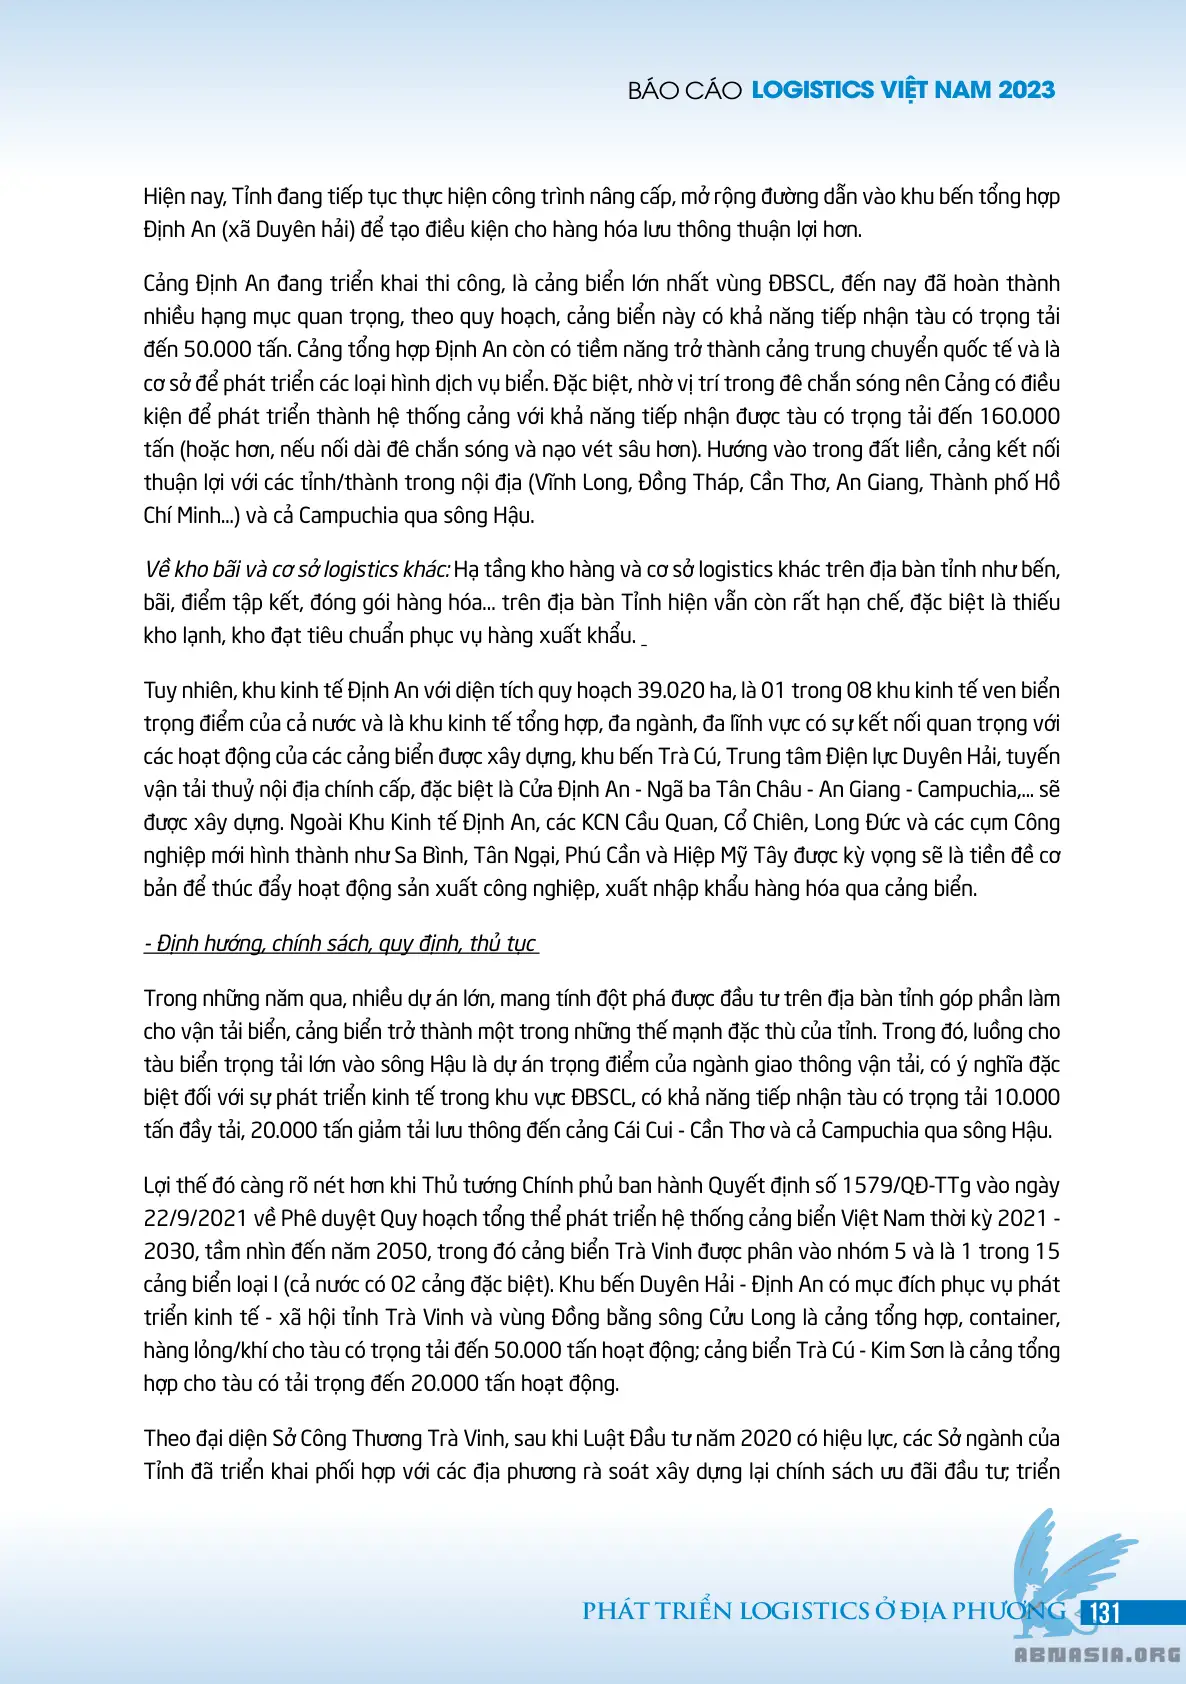 BÁO CÁO LOGISTICS VIỆT NAM 2023
Hiện nay, Tỉnh đang tiếp tục thực hiện công trình nâng cấp, mở rộng đường dẫn vào khu bến tổng hợp
Định An (xã Duyên hải) để tạo điều kiện cho hàng hóa lưu thông thuận lợi hơn.
Cảng Định An đang triển khai thi công, là cảng biển lớn nhất vùng ĐBSCL, đến nay đã hoàn thành
nhiều hạng mục quan trọng, theo quy hoạch, cảng biển này có khả năng tiếp nhận tàu có trọng tải
đến 50.000 tấn. Cảng tổng hợp Định An còn có tiềm năng trở thành cảng trung chuyển quốc tế và là
cơ sở để phát triển các loại hình dịch vụ biển. Đặc biệt, nhờ vị trí trong đê chắn sóng nên Cảng có điều
kiện để phát triển thành hệ thống cảng với khả năng tiếp nhận được tàu có trọng tải đến 160.000
tấn (hoặc hơn, nếu nối dài đê chắn sóng và nạo vét sâu hơn). Hướng vào trong đất liền, cảng kết nối
thuận lợi với các tỉnh/thành trong nội địa (Vĩnh Long, Đồng Tháp, Cần Thơ, An Giang, Thành phố Hồ
Chí Minh...) và cả Campuchia qua sông Hậu.
Về kho bãi và cơ sở logistics khác: Hạ tầng kho hàng và cơ sở logistics khác trên địa bàn tỉnh như bến,
bãi, điểm tập kết, đóng gói hàng hóa... trên địa bàn Tỉnh hiện vẫn còn rất hạn chế, đặc biệt là thiếu
kho lạnh, kho đạt tiêu chuẩn phục vụ hàng xuất khẩu. _
Tuy nhiên, khu kinh tế Định An với diện tích quy hoạch 39.020 ha, là 01 trong 08 khu kinh tế ven biển
trọng điểm của cả nước và là khu kinh tế tổng hợp, đa ngành, đa lĩnh vực có sự kết nối quan trọng với
các hoạt động của các cảng biển được xây dựng, khu bến Trà Cú, Trung tâm Điện lực Duyên Hải, tuyến
vận tải thuỷ nội địa chính cấp, đặc biệt là Cửa Định An - Ngã ba Tân Châu - An Giang - Campuchia,... sẽ
được xây dựng. Ngoài Khu Kinh tế Định An, các KCN Cầu Quan, Cổ Chiên, Long Đức và các cụm Công
nghiệp mới hình thành như Sa Bình, Tân Ngại, Phú Cần và Hiệp Mỹ Tây được kỳ vọng sẽ là tiền đề cơ
bản để thúc đẩy hoạt động sản xuất công nghiệp, xuất nhập khẩu hàng hóa qua cảng biển.
- Định hướng, chính sách, quy định, thủ tục
Trong những năm qua, nhiều dự án lớn, mang tính đột phá được đầu tư trên địa bàn tỉnh góp phần làm
cho vận tải biển, cảng biển trở thành một trong những thế mạnh đặc thù của tỉnh. Trong đó, luồng cho
tàu biển trọng tải lớn vào sông Hậu là dự án trọng điểm của ngành giao thông vận tải, có ý nghĩa đặc
biệt đối với sự phát triển kinh tế trong khu vực ĐBSCL, có khả năng tiếp nhận tàu có trọng tải 10.000
tấn đầy tải, 20.000 tấn giảm tải lưu thông đến cảng Cái Cui - Cần Thơ và cả Campuchia qua sông Hậu.
Lợi thế đó càng rõ nét hơn khi Thủ tướng Chính phủ ban hành Quyết định số 1579/QĐ-TTg vào ngày
22/9/2021 về Phê duyệt Quy hoạch tổng thể phát triển hệ thống cảng biển Việt Nam thời kỳ 2021 -
2030, tầm nhìn đến năm 2050, trong đó cảng biển Trà Vinh được phân vào nhóm 5 và là 1 trong 15
cảng biển loại I (cả nước có 02 cảng đặc biệt). Khu bến Duyên Hải - Định An có mục đích phục vụ phát
triển kinh tế - xã hội tỉnh Trà Vinh và vùng Đồng bằng sông Cửu Long là cảng tổng hợp, container,
hàng lỏng/khí cho tàu có trọng tải đến 50.000 tấn hoạt động; cảng biển Trà Cú - Kim Sơn là cảng tổng
hợp cho tàu có tải trọng đến 20.000 tấn hoạt động.
Theo đại diện Sở Công Thương Trà Vinh, sau khi Luật Đầu tư năm 2020 có hiệu lực, các Sở ngành của
Tỉnh đã triển khai phối hợp với các địa phương rà soát xây dựng lại chính sách ưu đãi đầu tư; triển
PHÁT TRIỂN LOGISTICS Ở ĐỊA PHƯƠNG 131
ABMASIA.ORG